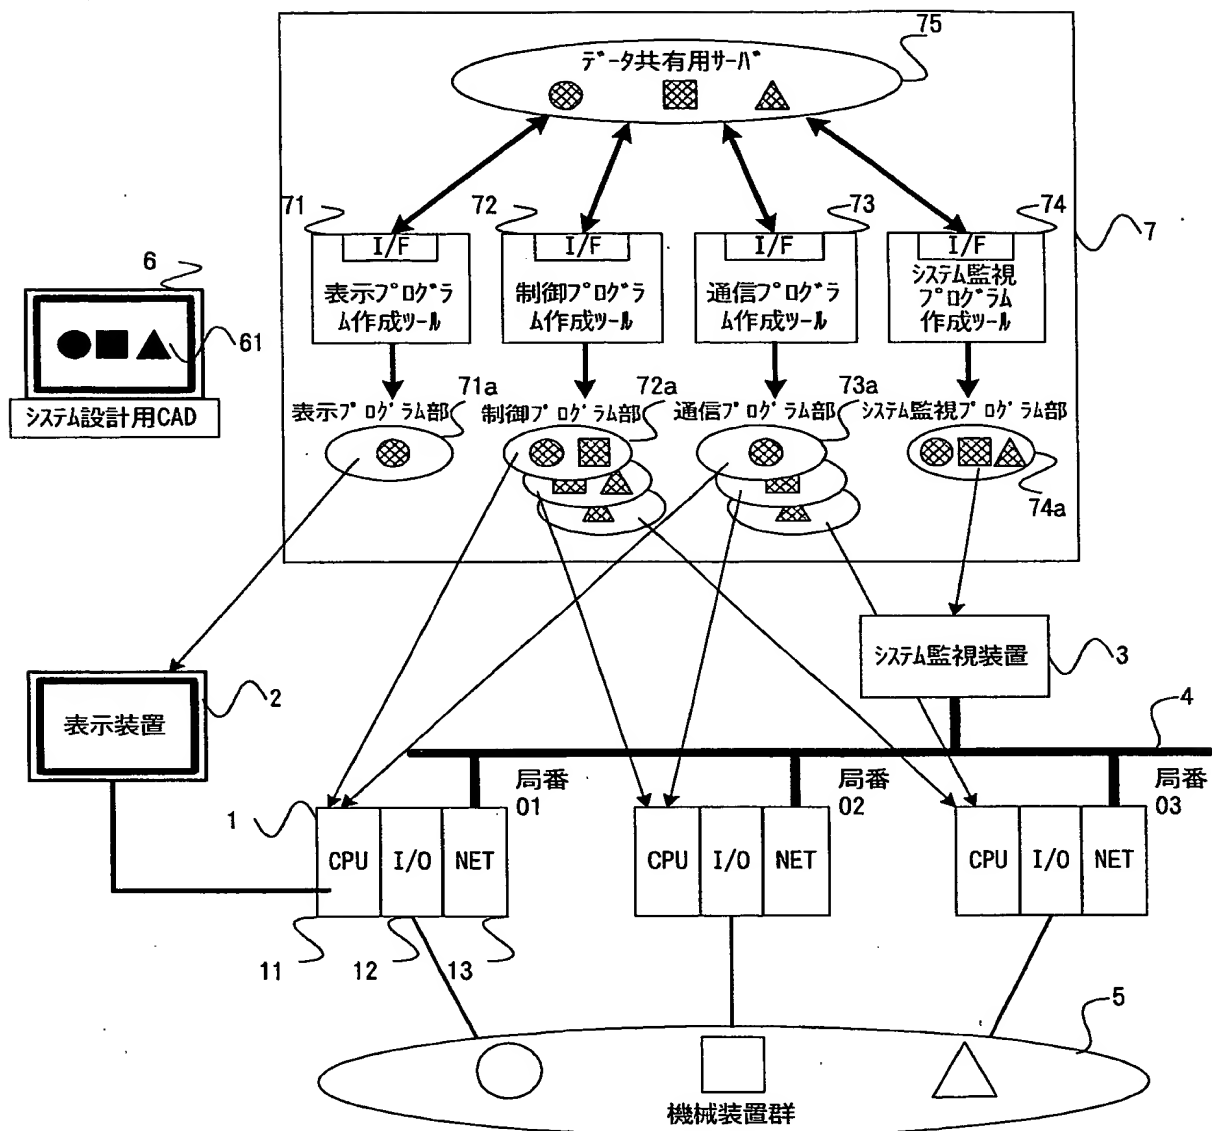 75
データ共有用サーバ
71
72
73
74
I/F
I/F
I/F
I/F
表示プログラ
ム作成ツール
制御プログラ
ム作成ツール
通信プログラ
ム作成ツール
システム監視
プログラム
作成ツール
7
6
61
システム設計用CAD
71a
72a
73a
表示プログラム部
制御プログラム部
通信プログラム部
システム監視プログラム部
74a
システム監視装置
3
2
表示装置
4
局番
01
局番
02
局番
03
1
CPU
I/O
NET
CPU
I/O
NET
CPU
I/O
NET
11
12
13
5
機械装置群